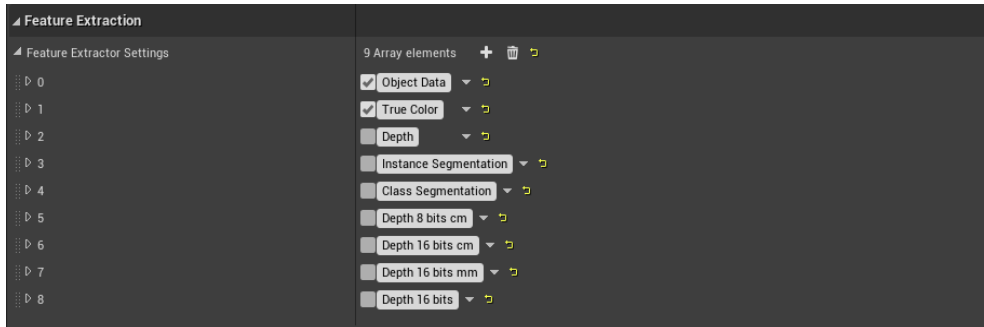 Feature Extraction
Feature Extractor Settings 9 Array elements
0 Object Data
1 True Color
2 Depth
3 Instance Segmentation
4 Class Segmentation
5 Depth 8 bits cm
6 Depth 16 bits cm
7 Depth 16 bits mm
8 Depth 16 bits